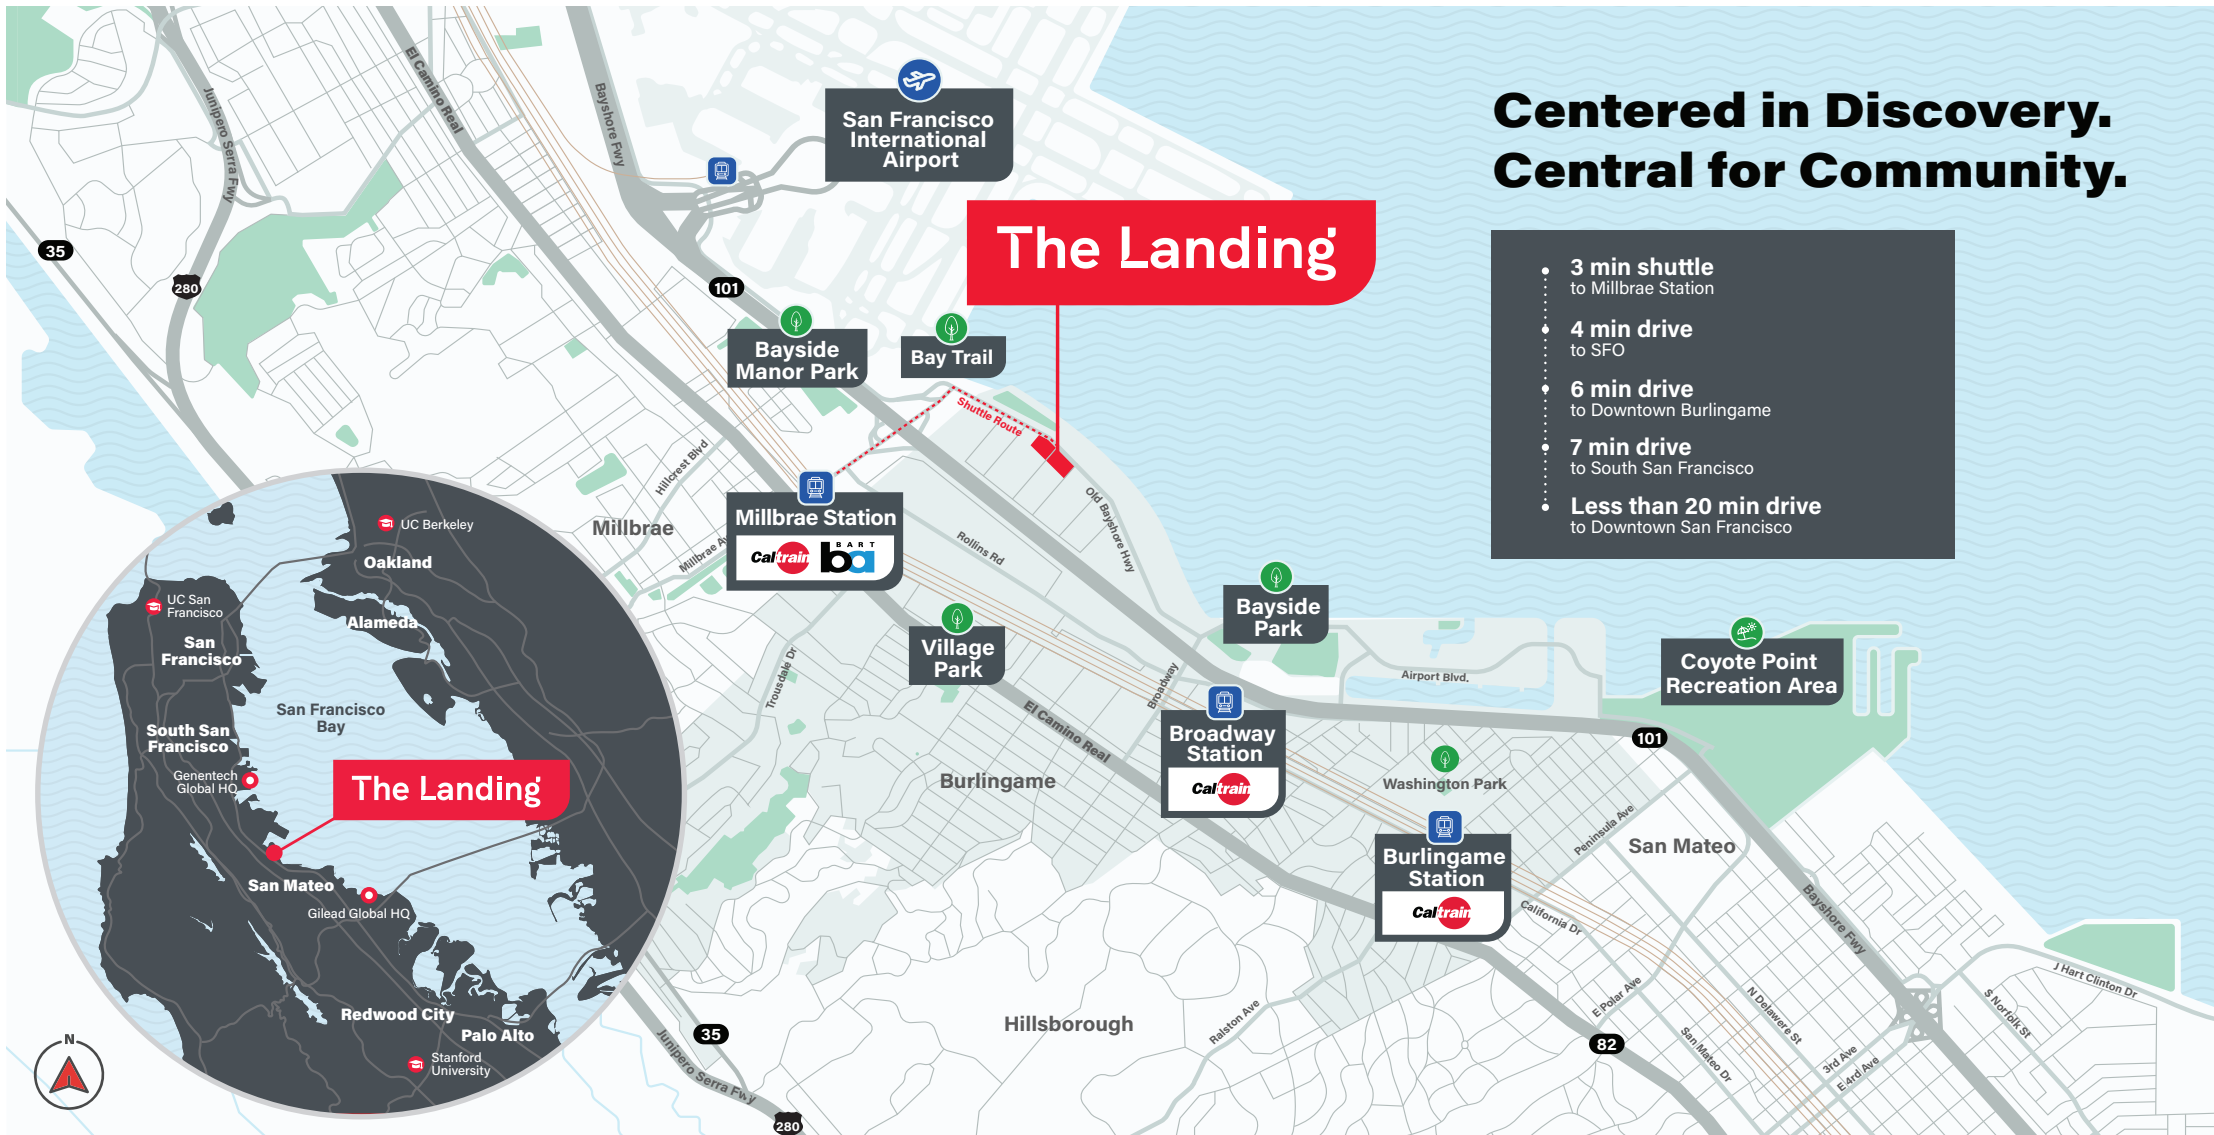 Centered in Discovery.
Central for Community.
3 min shuttle
to Millbrae Station
4 min drive
to SFO
6 min drive
to Downtown Burlingame
7 min drive
to South San Francisco
Less than 20 min drive
to Downtown San Francisco
San Francisco
International
Airport
The Landing
El Camino Real
Bayshore Fwy
Junipero Serra Fwy
35
280
101
Bayside
Manor Park
Bay Trail
Shuttle Route
Hillcrest Blvd
Millbrae
Millbrae Av
Millbrae Station
Caltrain
BART
ba
Rollins Rd
Old Bayshore Hwy
Village
Park
Trousdale Dr
Bayside
Park
Broadway
Airport Blvd.
Coyote Point
Recreation Area
El Camino Real
Burlingame
Broadway
Station
Caltrain
101
Washington Park
Peninsula Ave
San Mateo
Burlingame
Station
Caltrain
California Dr
Bayshore Fwy
J Hart Clinton Dr
S Norfolk St
N Delawere St
E Polar Ave
San Mateo Dr
3rd Ave
E 4rd Ave
82
Ralston Ave
Hillsborough
35
Junipero Serra Fwy
280
UC Berkeley
Oakland
UC San
Francisco
Alameda
San
Francisco
San Francisco
Bay
South San
Francisco
Genentech
Global HQ
The Landing
San Mateo
Gilead Global HQ
Redwood City
Palo Alto
Stanford
University
N